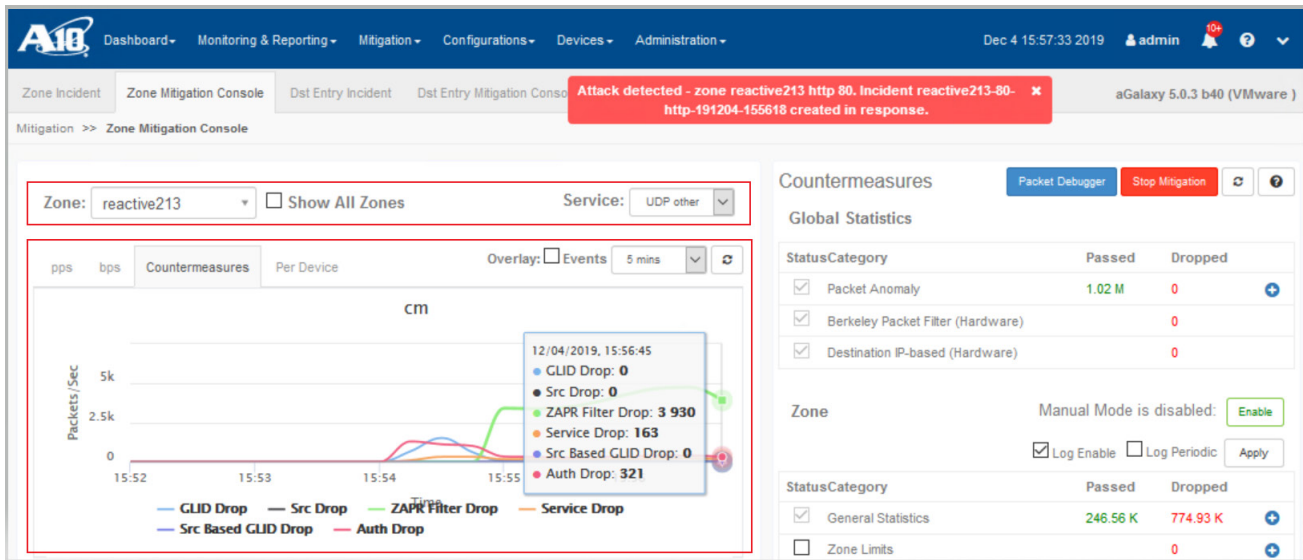 A10
Dashboard Monitoring & Reporting Mitigation Configurations Devices Administration Dec 4 15:57:33 2019 admin 10+
Zone Incident Zone Mitigation Console Dst Entry Incident Dst Entry Mitigation Conso aGalaxy 5.0.3 b40 (VMware )
Attack detected - zone reactive213 http 80. Incident reactive213-80-
http-191204-155618 created in response.
Mitigation >> Zone Mitigation Console
Zone: reactive213 Show All Zones Service: UDP other
pps bps Countermeasures Per Device Overlay: Events 5 mins
cm
Packets/Sec
5k
2.5k
0
15:52 15:53 15:54 15:55
Time
12/04/2019, 15:56:45
GLID Drop: 0
Src Drop: 0
ZAPR Filter Drop: 3 930
Service Drop: 163
Src Based GLID Drop: 0
Auth Drop: 321
GLID Drop Src Drop ZAPR Filter Drop Service Drop
Src Based GLID Drop Auth Drop
Countermeasures Packet Debugger Stop Mitigation
Global Statistics
Status Category Passed Dropped
Packet Anomaly 1.02 M 0
Berkeley Packet Filter (Hardware) 0
Destination IP-based (Hardware) 0
Zone Manual Mode is disabled: Enable
Log Enable Log Periodic Apply
Status Category Passed Dropped
General Statistics 246.56 K 774.93 K
Zone Limits 0